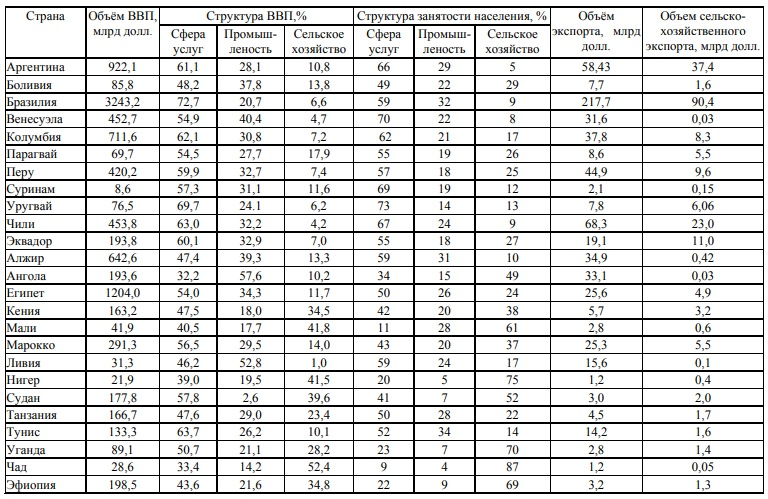 Страна Объём ВВП, млрд долл. Структура ВВП,% Структура занятости населения, % Объём экспорта, млрд долл. Объем сельско-хозяйственного экспорта, млрд долл.
Сфера услуг Промыш-леность Сельское хозяйство Сфера услуг Промыш-леность Сельское хозяйство
Аргентина 922,1 61,1 28,1 10,8 66 29 5 58,43 37,4
Боливия 85,8 48,2 37,8 13,8 49 22 29 7,7 1,6
Бразилия 3243,2 72,7 20,7 6,6 59 32 9 217,7 90,4
Венесуэла 452,7 54,9 40,4 4,7 70 22 8 31,6 0,03
Колумбия 711,6 62,1 30,8 7,2 62 21 17 37,8 8,3
Парагвай 69,7 54,5 27,7 17,9 55 19 26 8,6 5,5
Перу 420,2 59,9 32,7 7,4 57 18 25 44,9 9,6
Суринам 8,6 57,3 31,1 11,6 69 19 12 2,1 0,15
Уругвай 76,5 69,7 24.1 6,2 73 14 13 7,8 6,06
Чили 453,8 63,0 32,2 4,2 67 24 9 68,3 23,0
Эквадор 193,8 60,1 32,9 7,0 55 18 27 19,1 11,0
Алжир 642,6 47,4 39,3 13,3 59 31 10 34,9 0,42
Ангола 193,6 32,2 57,6 10,2 34 15 49 33,1 0,03
Египет 1204,0 54,0 34,3 11,7 50 26 24 25,6 4,9
Кения 163,2 47,5 18,0 34,5 42 20 38 5,7 3,2
Мали 41,9 40,5 17,7 41,8 11 28 61 2,8 0,6
Марокко 291,3 56,5 29,5 14,0 43 20 37 25,3 5,5
Ливия 31,3 46,2 52,8 1,0 59 24 17 15,6 0,1
Нигер 21,9 39,0 19,5 41,5 20 5 75 1,2 0,4
Судан 177,8 57,8 2,6 39,6 41 7 52 3,0 2,0
Танзания 166,7 47,6 29,0 23,4 50 28 22 4,5 1,7
Тунис 133,3 63,7 26,2 10,1 52 34 14 14,2 1,6
Уганда 89,1 50,7 21,1 28,2 23 7 70 2,8 1,4
Чад 28,6 33,4 14,2 52,4 9 4 87 1,2 0,05
Эфиопия 198,5 43,6 21,6 34,8 22 9 69 3,2 1,3